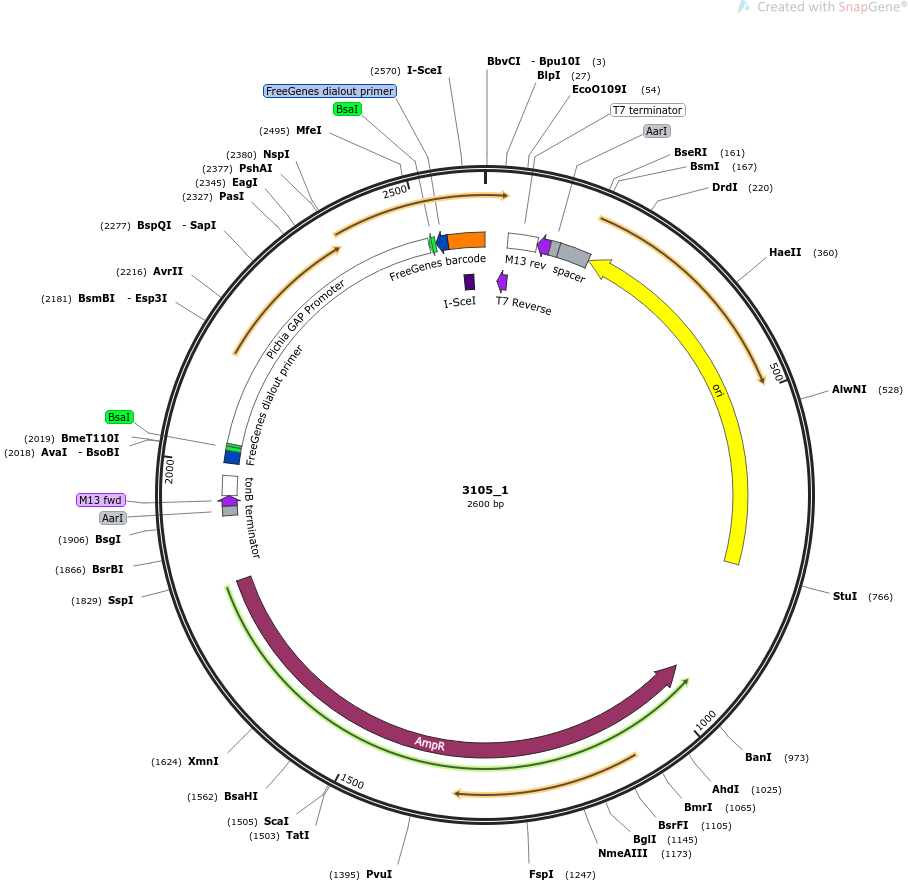 Created with SnapGene®
(2570) I-SceI
BbvCI - Bpu10I (3)
BlpI (27)
EcoO109I (54)
FreeGenes dialout primer
BsaI
T7 terminator
AarI
(2495) MfeI
BseRI (161)
BsmI (167)
DrdI (220)
(2380) NspI
(2377) PshAI
(2345) EagI
(2327) PasI
2500
(2277) BspQI - SapI
HaeII (360)
(2216) AvrII
(2181) BsmBI - Esp3I
FreeGenes barcode
M13 rev
spacer
I-SceI
T7 Reverse
Pichia GAP Promoter
500
ori
AlwNI (528)
FreeGenes dialout primer
BsaI
(2019) BmeT110I
(2018) AvaI - BsoBI
2000
3105_1
2600 bp
M13 fwd
AarI
tonB terminator
(1906) BsgI
(1866) BsrBI
(1829) SspI
StuI (766)
1000
AmpR
BanI (973)
(1624) XmnI
1500
AhdI (1025)
(1562) BsaHI
BmrI (1065)
(1505) ScaI
BsrFI (1105)
(1503) TatI
BglI (1145)
NmeAIII (1173)
(1395) PvuI
FspI (1247)